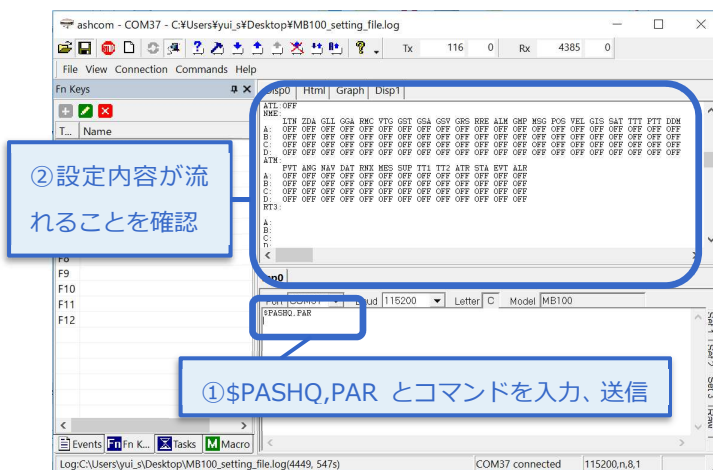 ashcom - COM37 - C:¥Users¥yui_s¥Desktop¥MB100_setting_file.log
Tx 116 0 Rx 4385 0
File View Connection Commands Help
Fn Keys
Disp0 Html Graph Disp1
T... Name
ATL:OFF
NME:
LTN ZDA GLL GGA RMC VTG GST GSA GSV GRS RRE ALM GMP MSG POS VEL GIS SAT TTT PTT DDM
A: OFF OFF OFF OFF OFF OFF OFF OFF OFF OFF OFF OFF OFF OFF OFF OFF OFF OFF OFF OFF OFF
B: OFF OFF OFF OFF OFF OFF OFF OFF OFF OFF OFF OFF OFF OFF OFF OFF OFF OFF OFF OFF OFF
C: OFF OFF OFF OFF OFF OFF OFF OFF OFF OFF OFF OFF OFF OFF OFF OFF OFF OFF OFF OFF OFF
D: OFF OFF OFF OFF OFF OFF OFF OFF OFF OFF OFF OFF OFF OFF OFF OFF OFF OFF OFF OFF OFF
ATM:
PVT ANG NAV DAT RNX MES SUP TT1 TT2 ATR STA EVT ALR
A: OFF OFF OFF OFF OFF OFF OFF OFF OFF OFF OFF OFF OFF
B: OFF OFF OFF OFF OFF OFF OFF OFF OFF OFF OFF OFF OFF
C: OFF OFF OFF OFF OFF OFF OFF OFF OFF OFF OFF OFF OFF
D: OFF OFF OFF OFF OFF OFF OFF OFF OFF OFF OFF OFF OFF
RT3:
A:
B:
C:
D:
②設定内容が流
れることを確認
F8
F9
F10
F11
F12
Port COM37 Baud 115200 Letter C Model MB100
$PASHQ,PAR
①$PASHQ,PAR とコマンドを入力、送信
Set 1
Set 3
Events Fn Fn K... Tasks M Macro
Log:C:\Users\yui_s\Desktop\MB100_setting_file.log(4449, 547s)
COM37 connected
115200,n,8,1